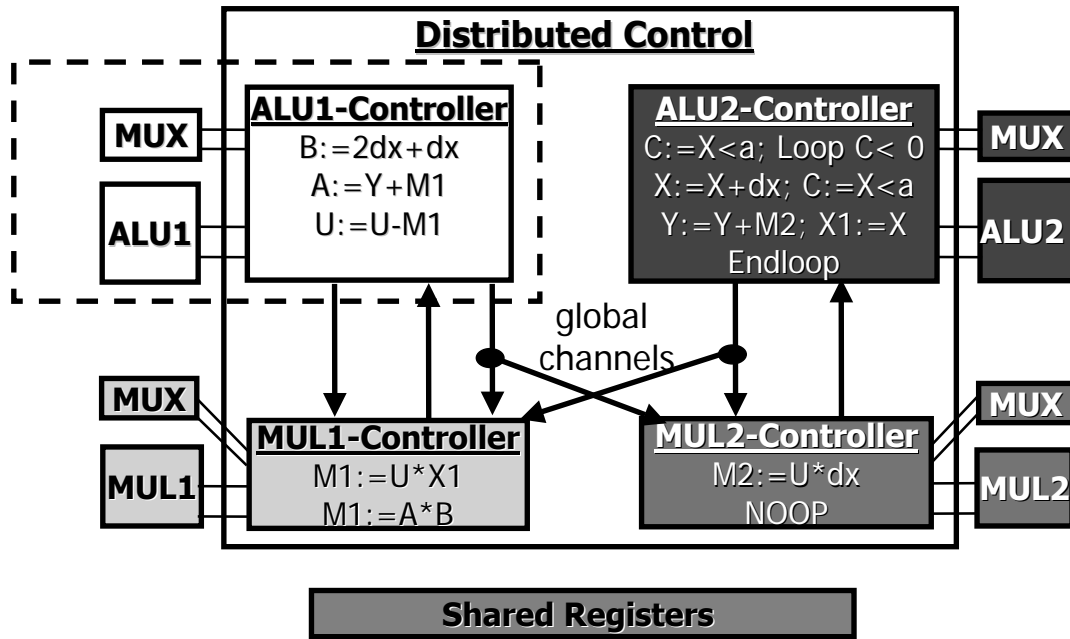 Distributed Control
MUX
ALU1
ALU1-Controller
B:=2dx+dx
A:=Y+M1
U:=U-M1
ALU2-Controller
C:=X<a; Loop C< 0
X:=X+dx; C:=X<a
Y:=Y+M2; X1:=X
Endloop
MUX
ALU2
global
channels
MUX
MUL1
MUL1-Controller
M1:=U*X1
M1:=A*B
MUL2-Controller
M2:=U*dx
NOOP
MUX
MUL2
Shared Registers